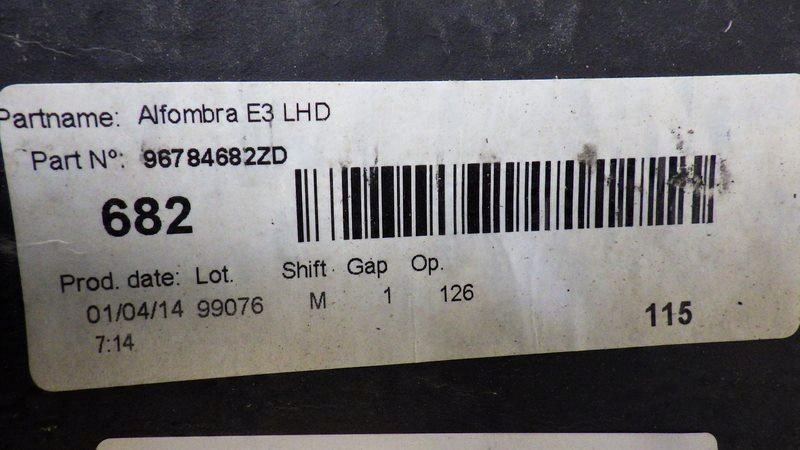 Partname: Alfombra E3 LHD
Part Nº: 96784682ZD
682
Prod. date: Lot. Shift Gap Op.
01/04/14 99076 M 1 126
7:14
115